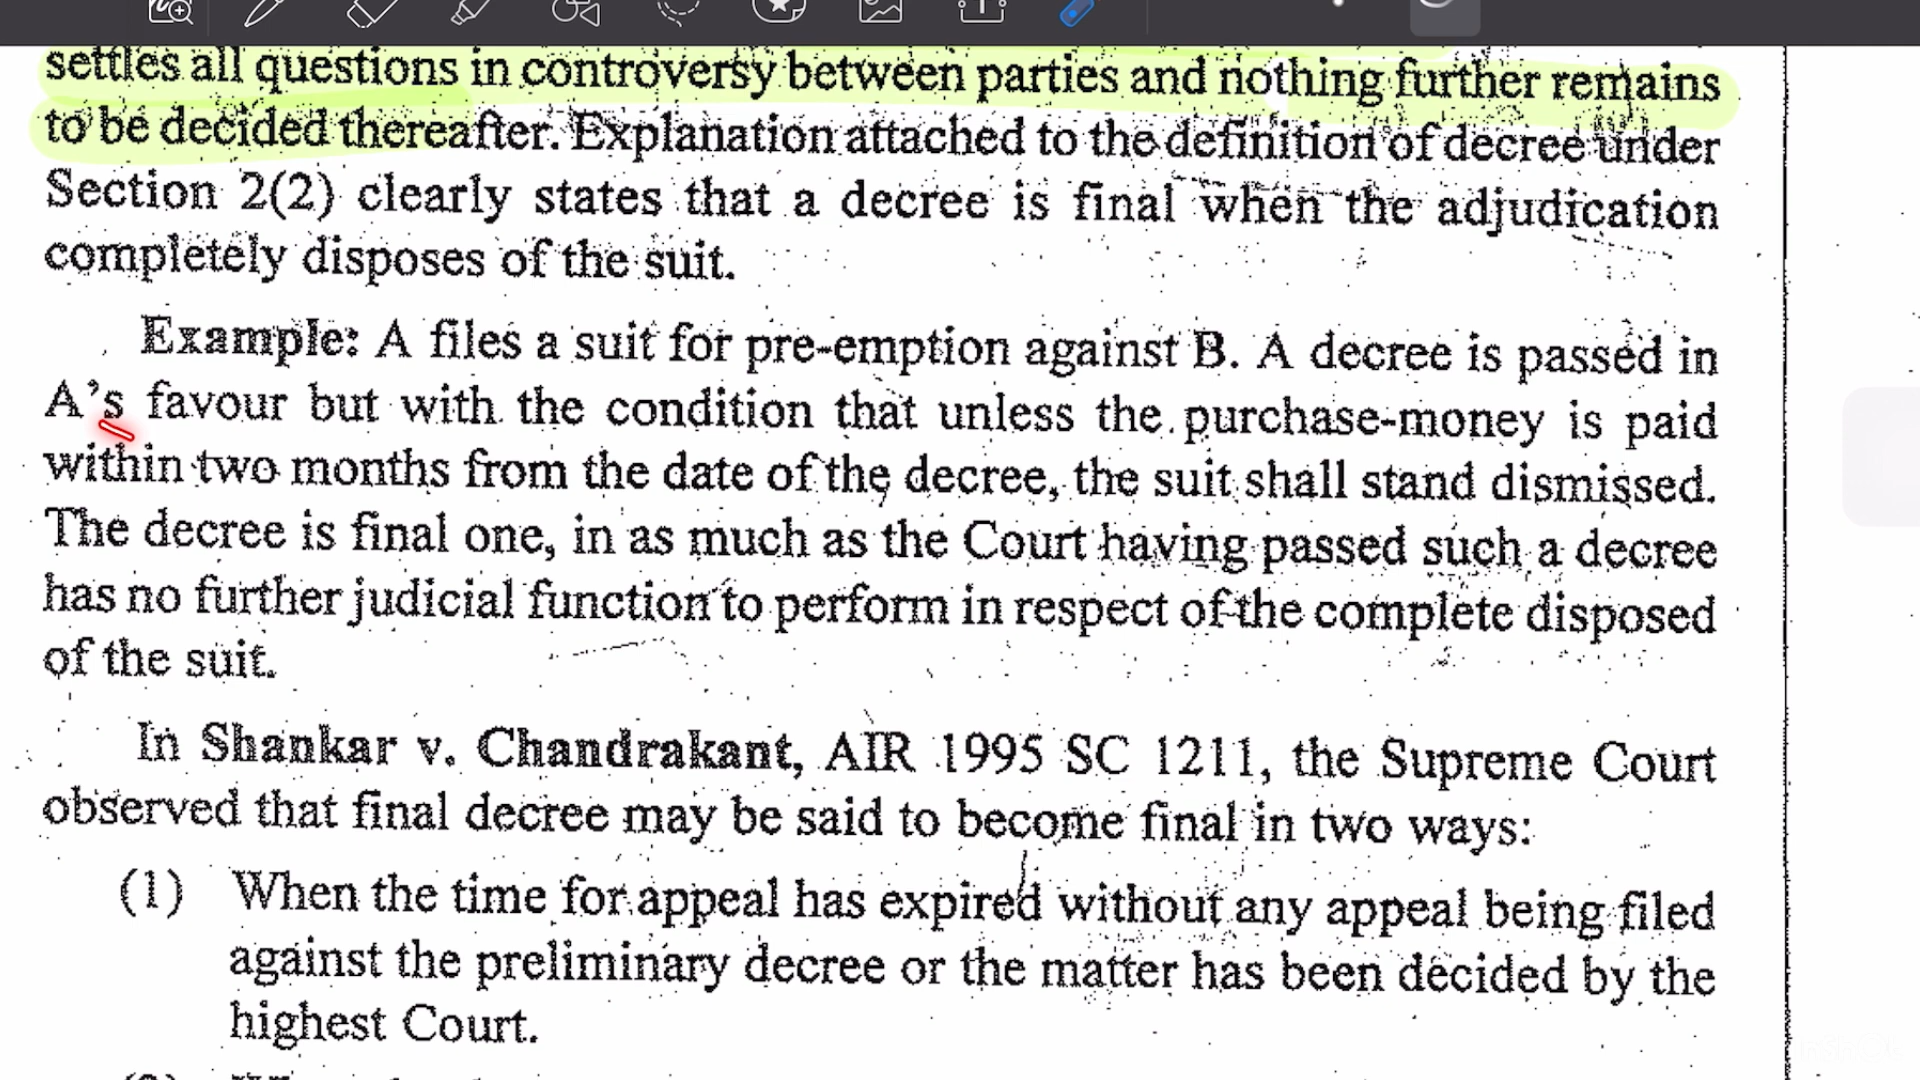 settles all questions in controversy between parties and nothing further remains
to be decided thereafter. Explanation attached to the definition of decree under
Section 2(2) clearly states that a decree is final when the adjudication
completely disposes of the suit.
Example: A files a suit for pre-emption against B. A decree is passed in
A's favour but with the condition that unless the purchase-money is paid
within two months from the date of the decree, the suit shall stand dismissed.
The decree is final one, in as much as the Court having passed such a decree
has no further judicial function to perform in respect of the complete disposed
of the suit.
In Shankar v. Chandrakant, AIR 1995 SC 1211, the Supreme Court
observed that final decree may be said to become final in two ways:
(1) When the time for appeal has expired without any appeal being filed
against the preliminary decree or the matter has been decided by the
highest Court.